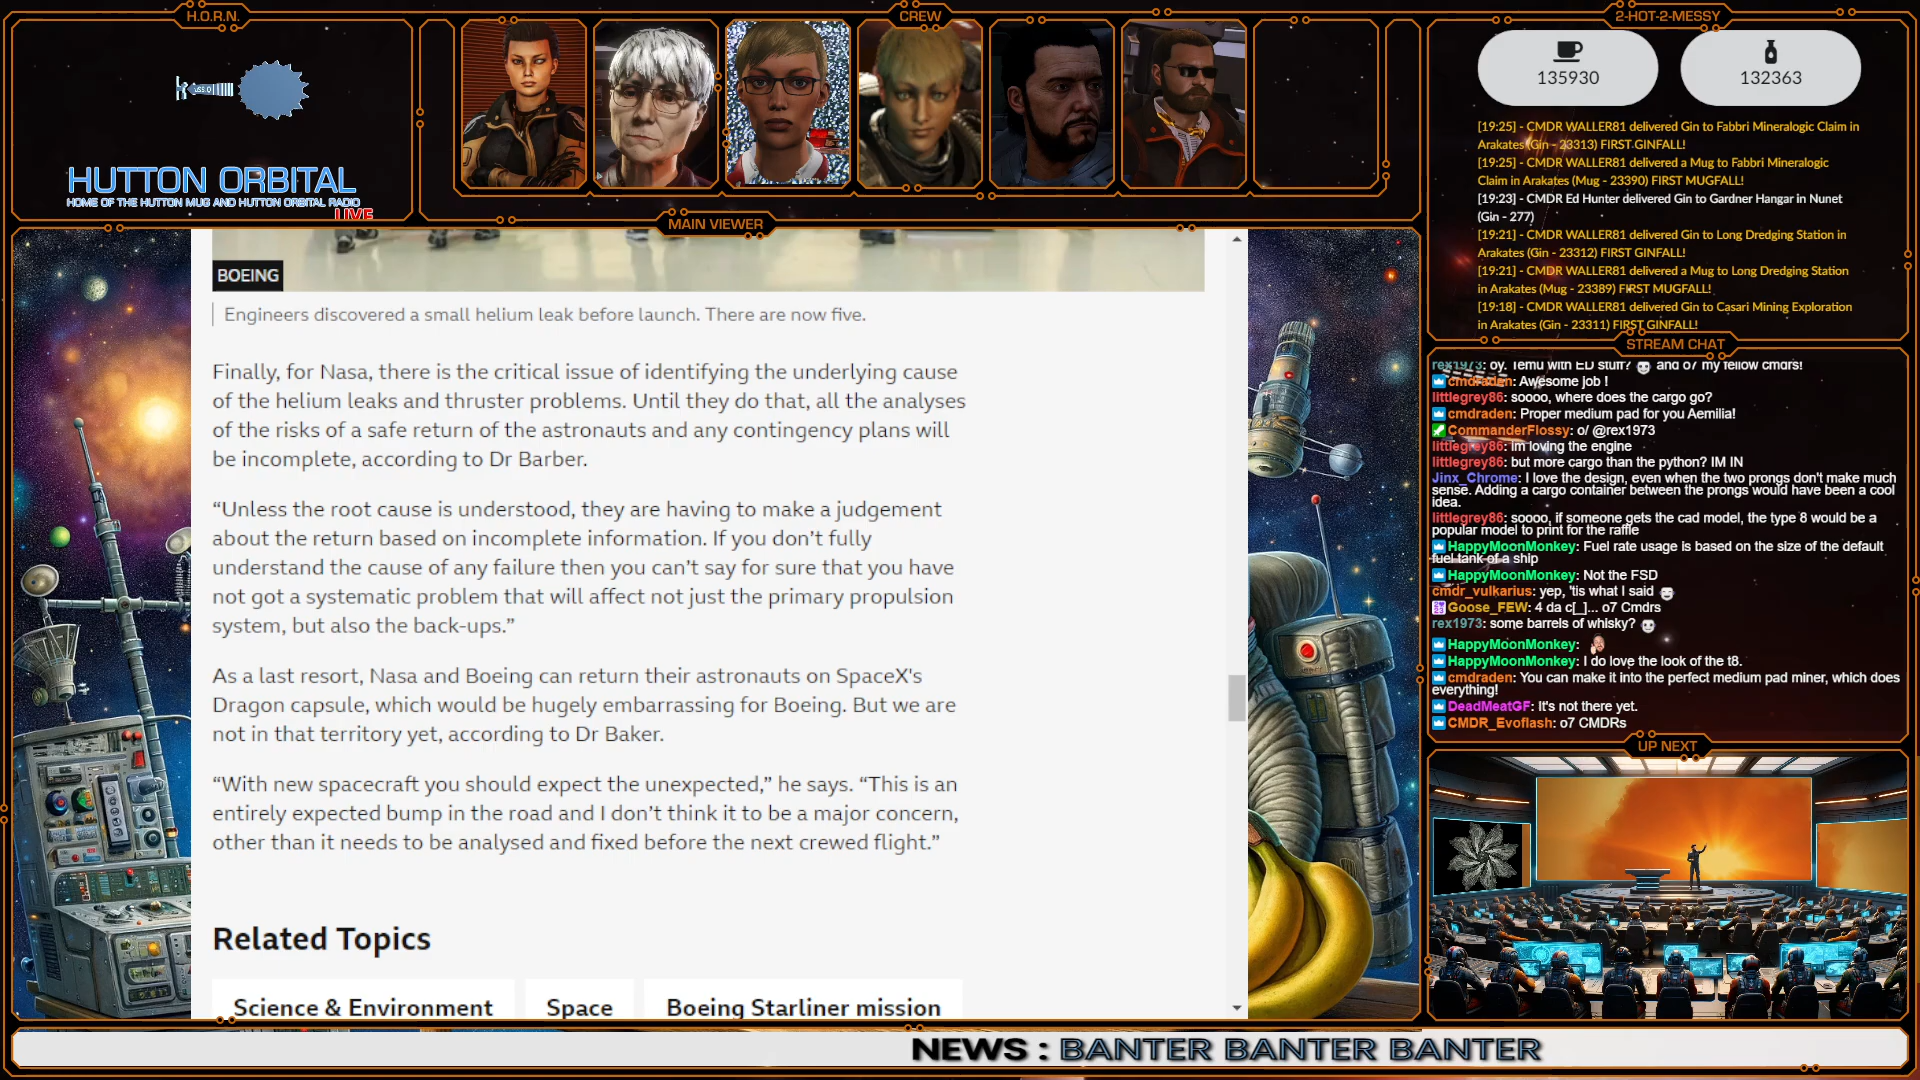 H.O.R.N.
CREW
2-HOT-2-MESSY
135930
132363
HUTTON ORBITAL
HOME OF THE HUTTON MUG AND HUTTON ORBITAL RADIO
LIVE
[19:25] - CMDR WALLER81 delivered Gin to Fabbri Mineralogic Claim in
Arakates (Gin - 23313) FIRST GINFALL!
[19:25] - CMDR WALLER81 delivered a Mug to Fabbri Mineralogic
Claim in Arakates (Mug - 23390) FIRST MUGFALL!
[19:23] - CMDR Ed Hunter delivered Gin to Gardner Hangar in Nunet
(Gin - 277)
[19:21] - CMDR WALLER81 delivered Gin to Long Dredging Station in
Arakates (Gin - 23312) FIRST GINFALL!
[19:21] - CMDR WALLER81 delivered a Mug to Long Dredging Station
in Arakates (Mug - 23389) FIRST MUGFALL!
[19:18] - CMDR WALLER81 delivered Gin to Casari Mining Exploration
in Arakates (Gin - 23311) FIRST GINFALL!
MAIN VIEWER
BOEING
Engineers discovered a small helium leak before launch. There are now five.
Finally, for Nasa, there is the critical issue of identifying the underlying cause
of the helium leaks and thruster problems. Until they do that, all the analyses
of the risks of a safe return of the astronauts and any contingency plans will
be incomplete, according to Dr Barber.
“Unless the root cause is understood, they are having to make a judgement
about the return based on incomplete information. If you don’t fully
understand the cause of any failure then you can’t say for sure that you have
not got a systematic problem that will affect not just the primary propulsion
system, but also the back-ups.”
As a last resort, Nasa and Boeing can return their astronauts on SpaceX's
Dragon capsule, which would be hugely embarrassing for Boeing. But we are
not in that territory yet, according to Dr Baker.
“With new spacecraft you should expect the unexpected,” he says. “This is an
entirely expected bump in the road and I don’t think it to be a major concern,
other than it needs to be analysed and fixed before the next crewed flight.”
Related Topics
Science & Environment
Space
Boeing Starliner mission
STREAM CHAT
rex1973: oy. Temu with ED stuff? and o7 my fellow cmdrs!
cmdraden: Awesome job !
littlegrey86: soooo, where does the cargo go?
cmdraden: Proper medium pad for you Aemilia!
CommanderFlossy: o/ @rex1973
littlegrey86: im loving the engine
littlegrey86: but more cargo than the python? IM IN
Jinx_Chrome: I love the design, even when the two prongs don't make much
sense. Adding a cargo container between the prongs would have been a cool
idea.
littlegrey86: soooo, if someone gets the cad model, the type 8 would be a
popular model to print for the raffle
HappyMoonMonkey: Fuel rate usage is based on the size of the default
fuel tank of a ship
HappyMoonMonkey: Not the FSD
cmdr_vulkarius: yep, 'tis what I said
Goose_FEW: 4 da c[_]... o7 Cmdrs
rex1973: some barrels of whisky?
HappyMoonMonkey:
HappyMoonMonkey: I do love the look of the t8.
cmdraden: You can make it into the perfect medium pad miner, which does
everything!
DeadMeatGF: It's not there yet.
CMDR_Evoflash: o7 CMDRs
UP NEXT
NEWS : BANTER BANTER BANTER